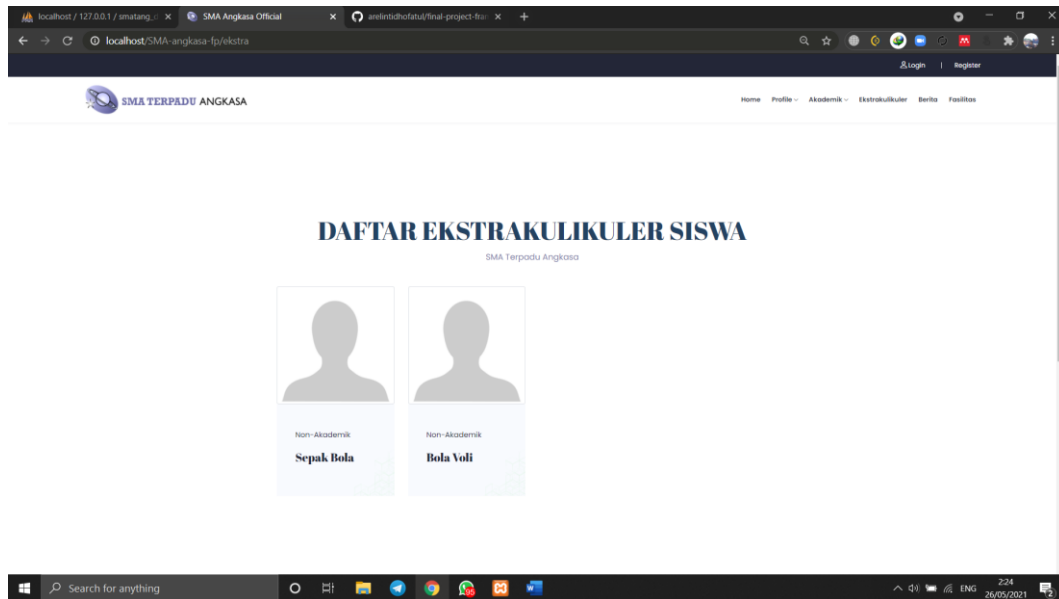 localhost / 127.0.0.1 / smatang_
SMA Angkasa Official
arelintidhofatul/final-project-fran
localhost/SMA-angkasa-fp/ekstra
Login | Register
SMA TERPADU ANGKASA
Home Profile Akademik Ekstrakulikuler Berita Fasilitas
DAFTAR EKSTRAKULIKULER SISWA
SMA Terpadu Angkasa
Non-Akademik
Sepak Bola
Non-Akademik
Bola Voli
Search for anything
95
ENG
2:24
26/05/2021